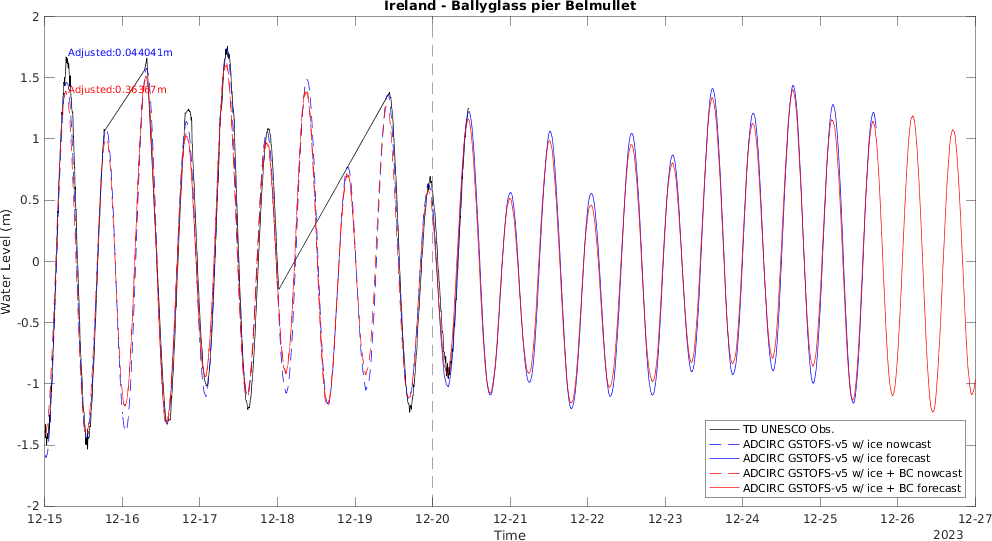 Ireland - Ballyglass pier Belmullet
Adjusted:0.044041m
Adjusted:0.36367m
2
1.5
1
0.5
0
-0.5
-1
-1.5
-2
Water Level (m)
TD UNESCO Obs.
ADCIRC GSTOFS-v5 w/ ice nowcast
ADCIRC GSTOFS-v5 w/ ice forecast
ADCIRC GSTOFS-v5 w/ ice + BC nowcast
ADCIRC GSTOFS-v5 w/ ice + BC forecast
12-15 12-16 12-17 12-18 12-19 12-20 12-21 12-22 12-23 12-24 12-25 12-26 12-27
Time
2023